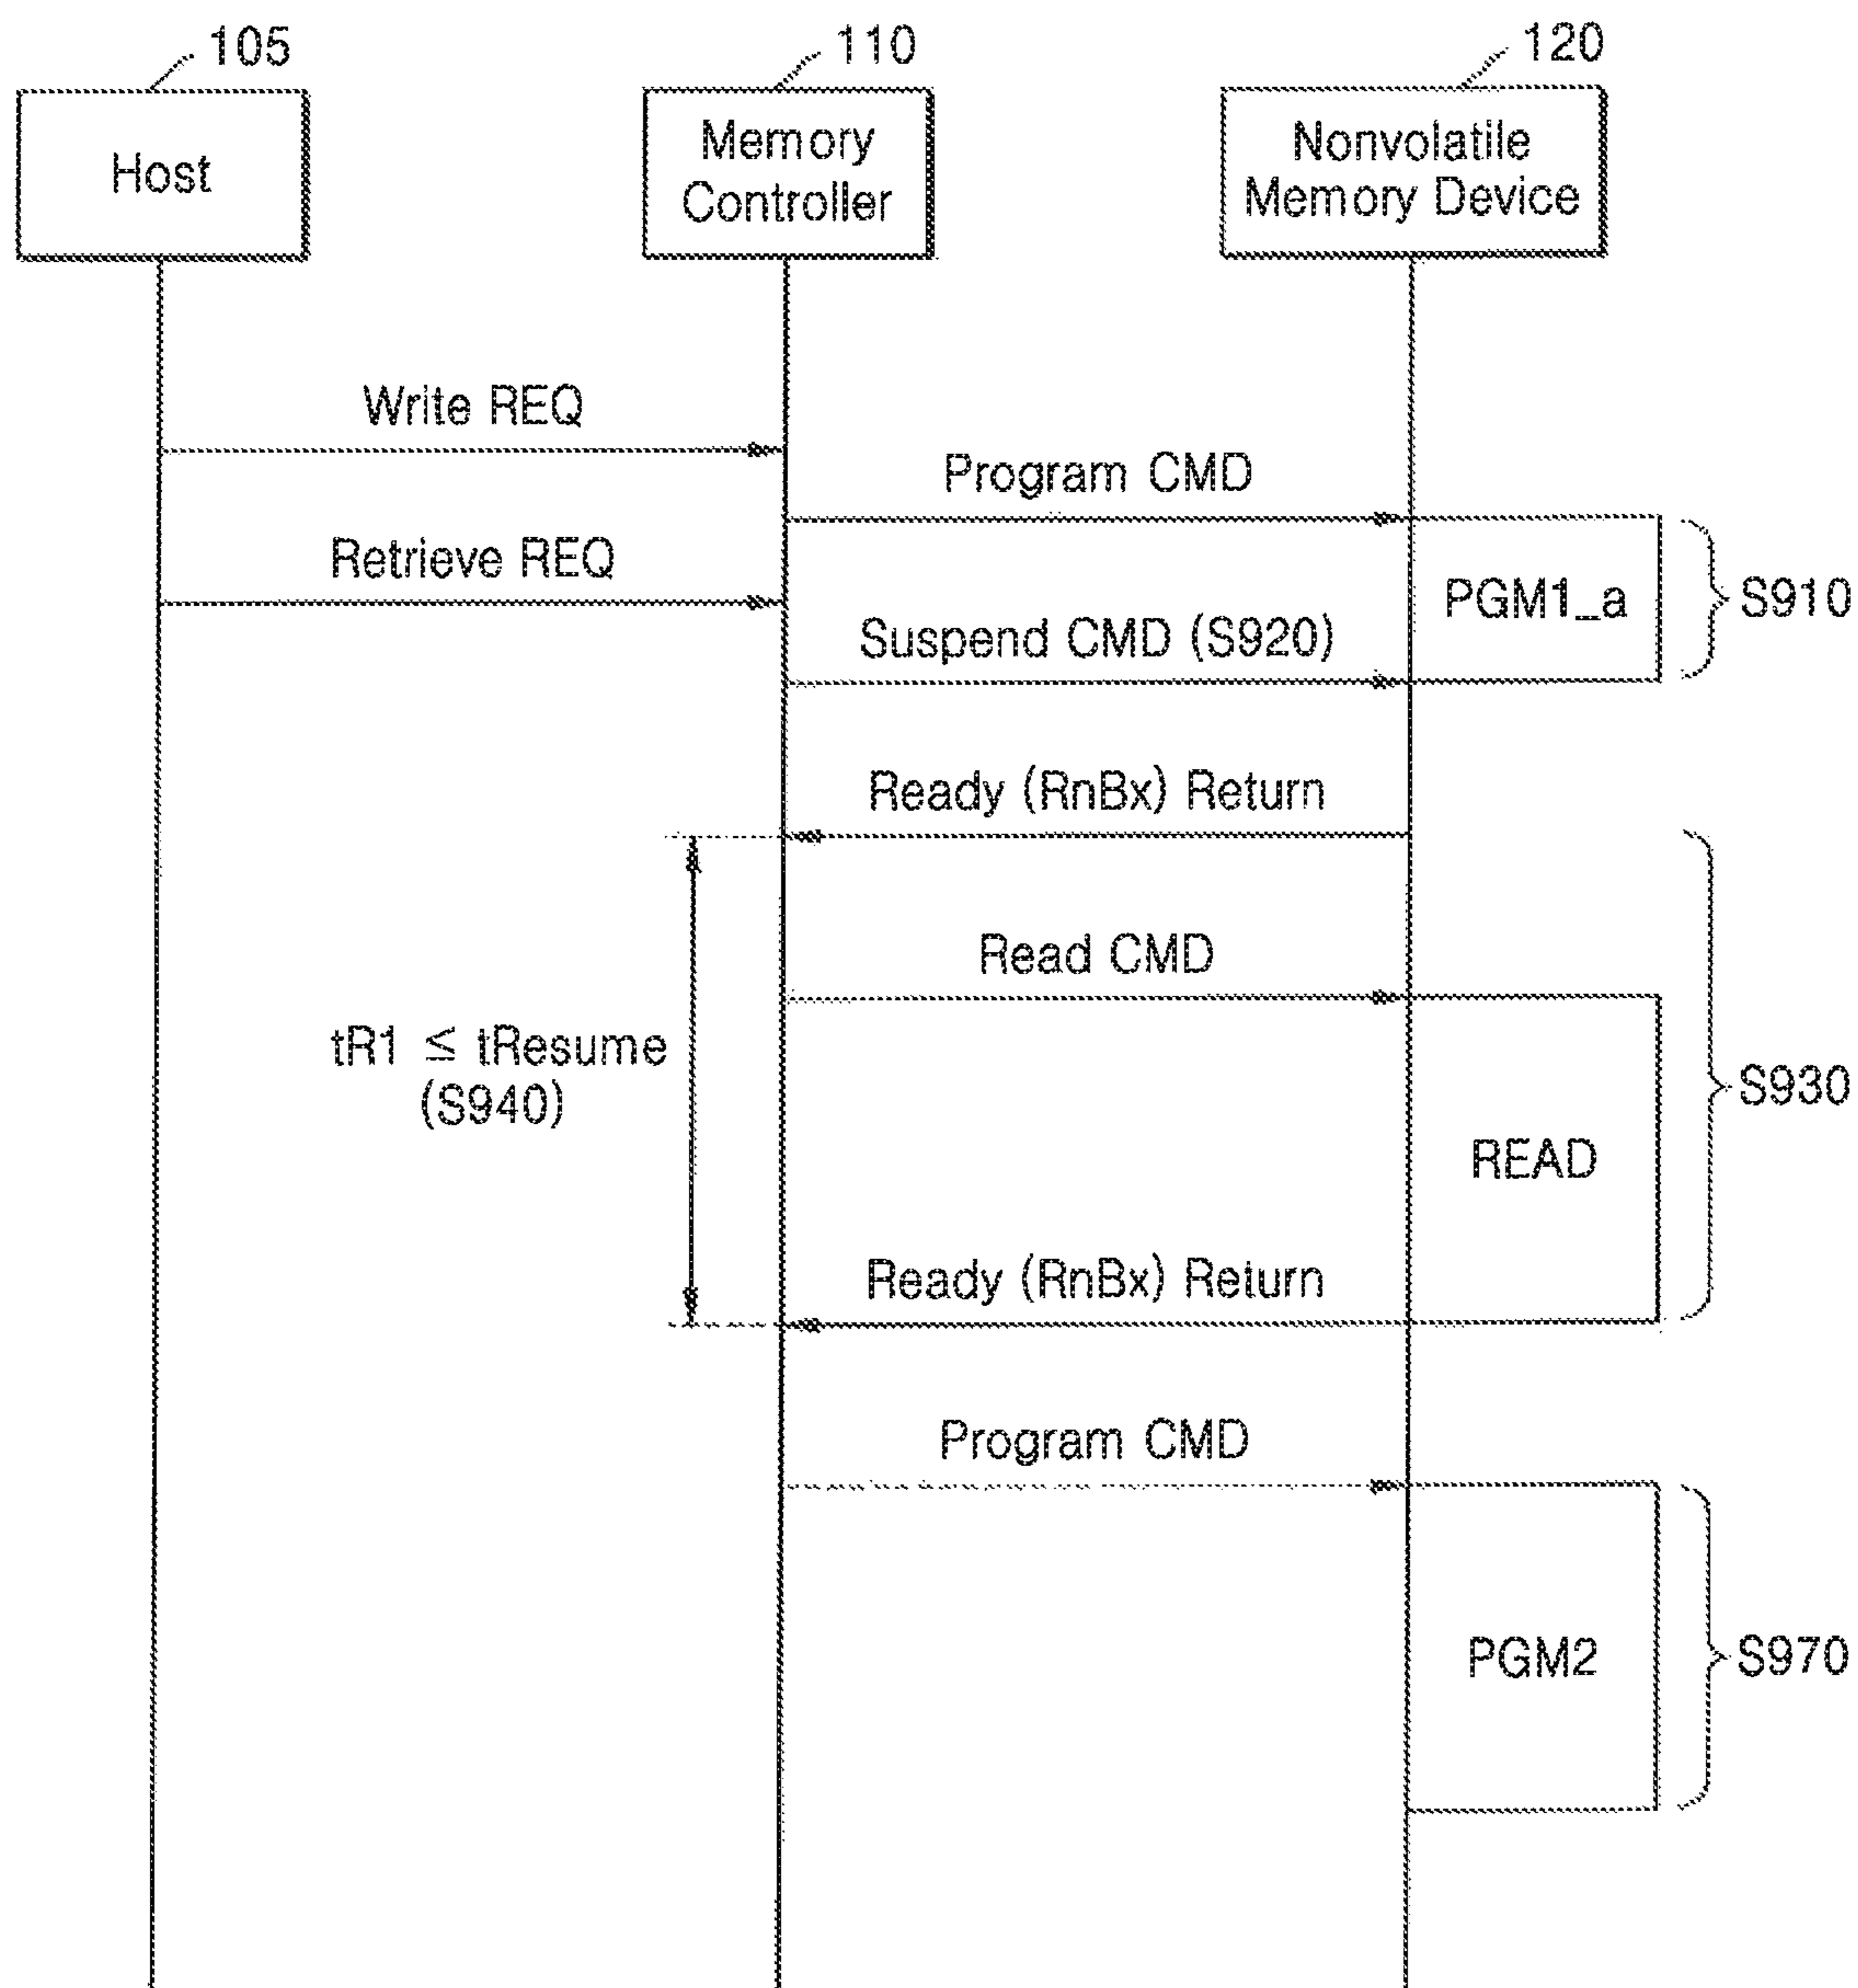 105
110
120
Host
Memory
Controller
Nonvolatile
Memory Device
Write REQ
Program CMD
Retrieve REQ
PGM1_a
S910
Suspend CMD (S920)
Ready (RnBx) Return
Read CMD
tR1 ≤ tResume
(S940)
S930
READ
Ready (RnBx) Return
Program CMD
PGM2
S970